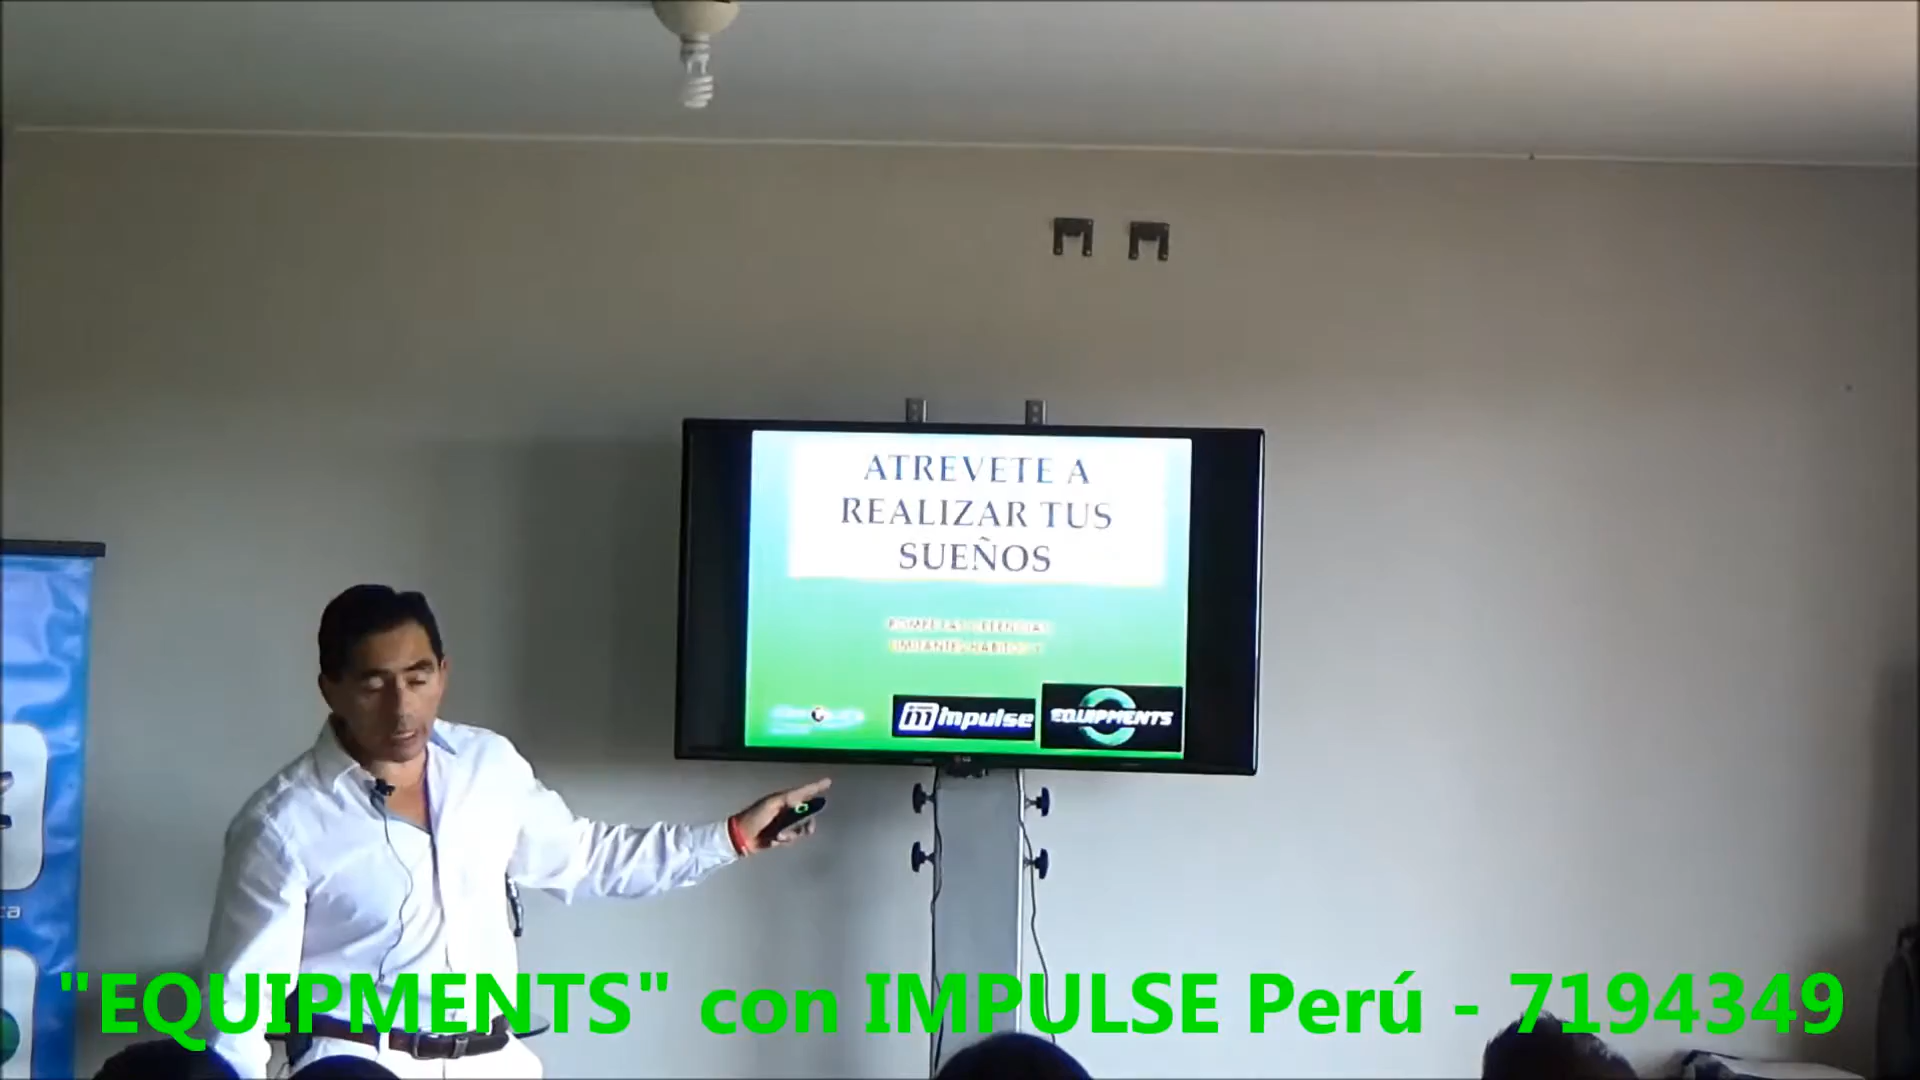 ATREVETE A
REALIZAR TUS
SUEÑOS
impulse
EQUIPMENTS
"EQUIPMENTS" con IMPULSE Perú - 7194349